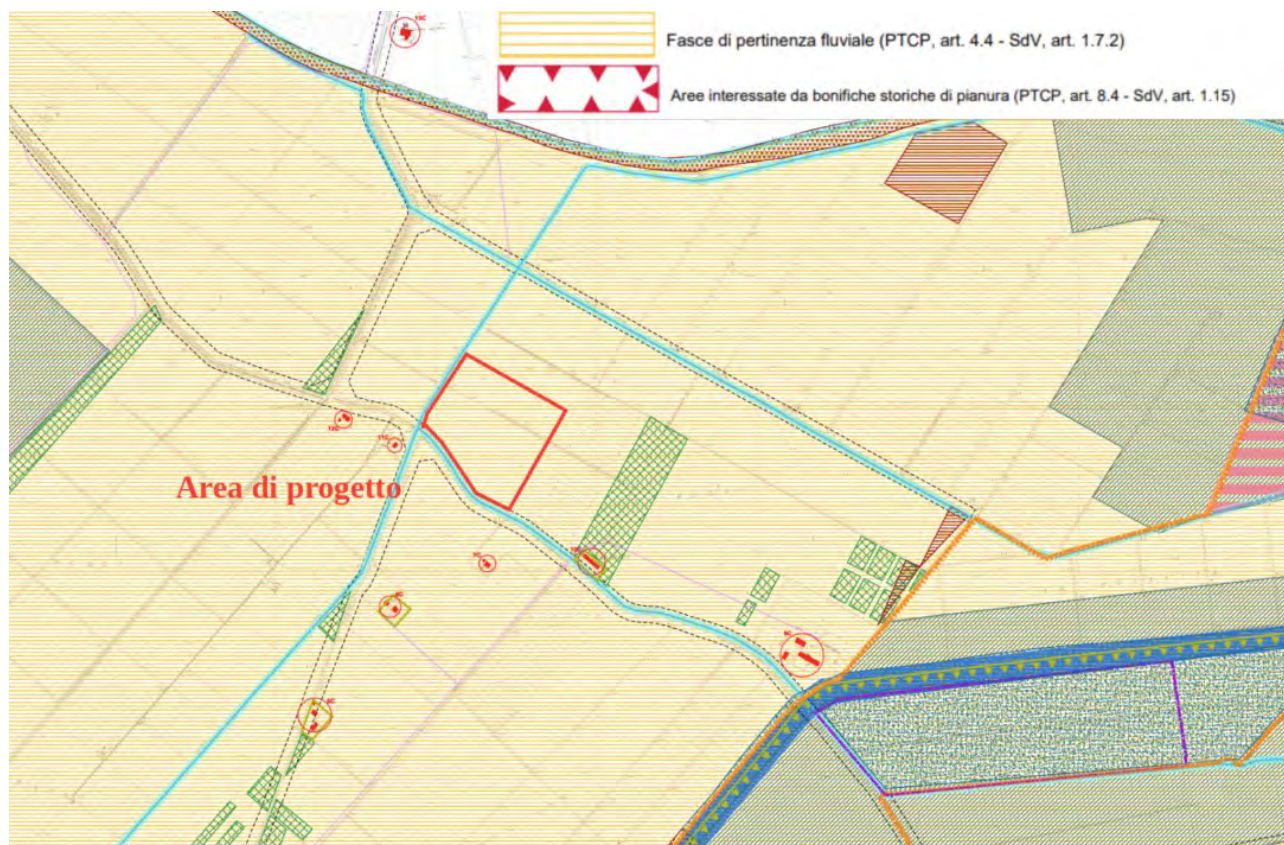 Fasce di pertinenza fluviale (PTCP, art. 4.4 - SdV, art. 1.7.2)
Aree interessate da bonifiche storiche di pianura (PTCP, art. 8.4 - SdV, art. 1.15)
Area di progetto